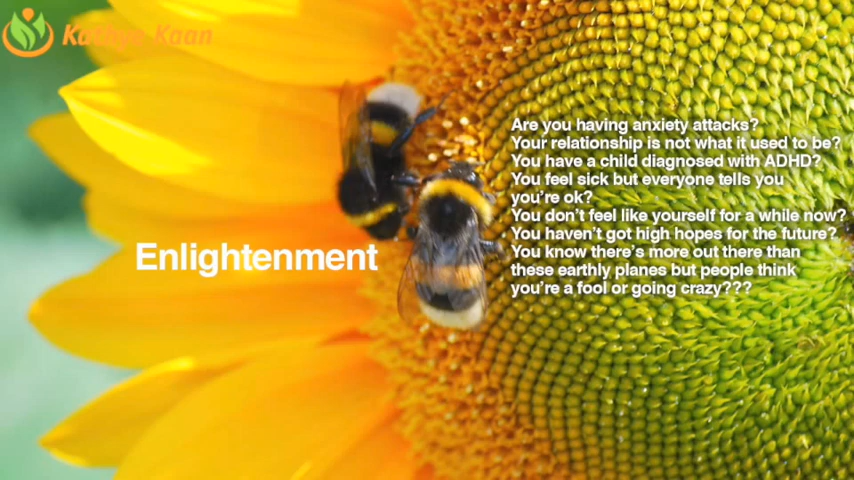 Kathye Kaan
Are you having anxiety attacks?
Your relationship is not what it used to be?
You have a child diagnosed with ADHD?
You feel sick but everyone tells you
you're ok?
You don't feel like yourself for a while now?
You haven't got high hopes for the future?
You know there's more out there than
these earthly planes but people think
you're a fool or going crazy???
Enlightenment